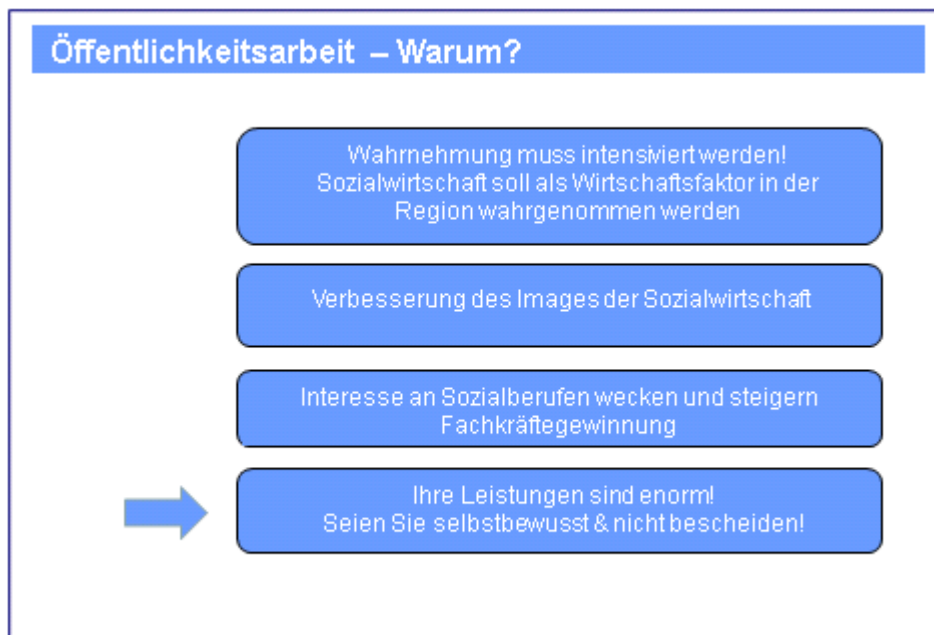 Öffentlichkeitsarbeit – Warum?
Wahrnehmung muss intensiviert werden!
Sozialwirtschaft soll als Wirtschaftsfaktor in der
Region wahrgenommen werden
Verbesserung des Images der Sozialwirtschaft
Interesse an Sozialberufen wecken und steigern
Fachkräftegewinnung
Ihre Leistungen sind enorm!
Seien Sie selbstbewusst & nicht bescheiden!